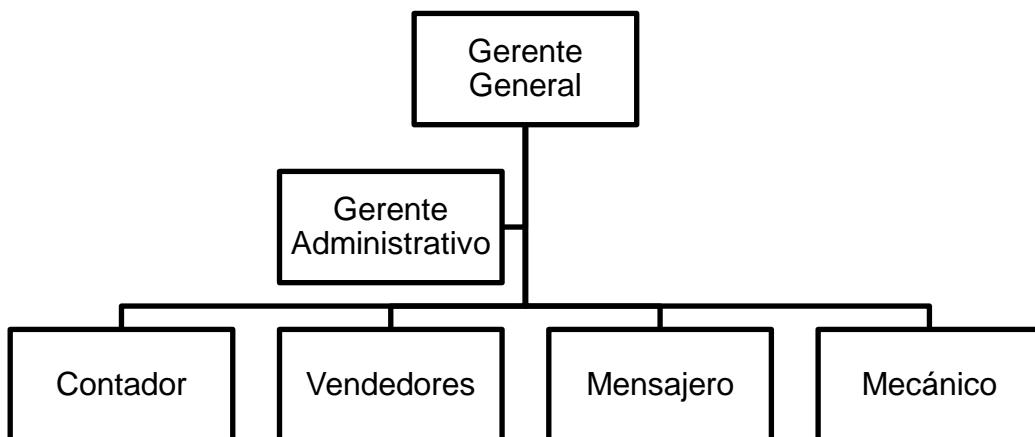 Gerente
General
Gerente
Administrativo
Contador
Vendedores
Mensajero
Mecánico